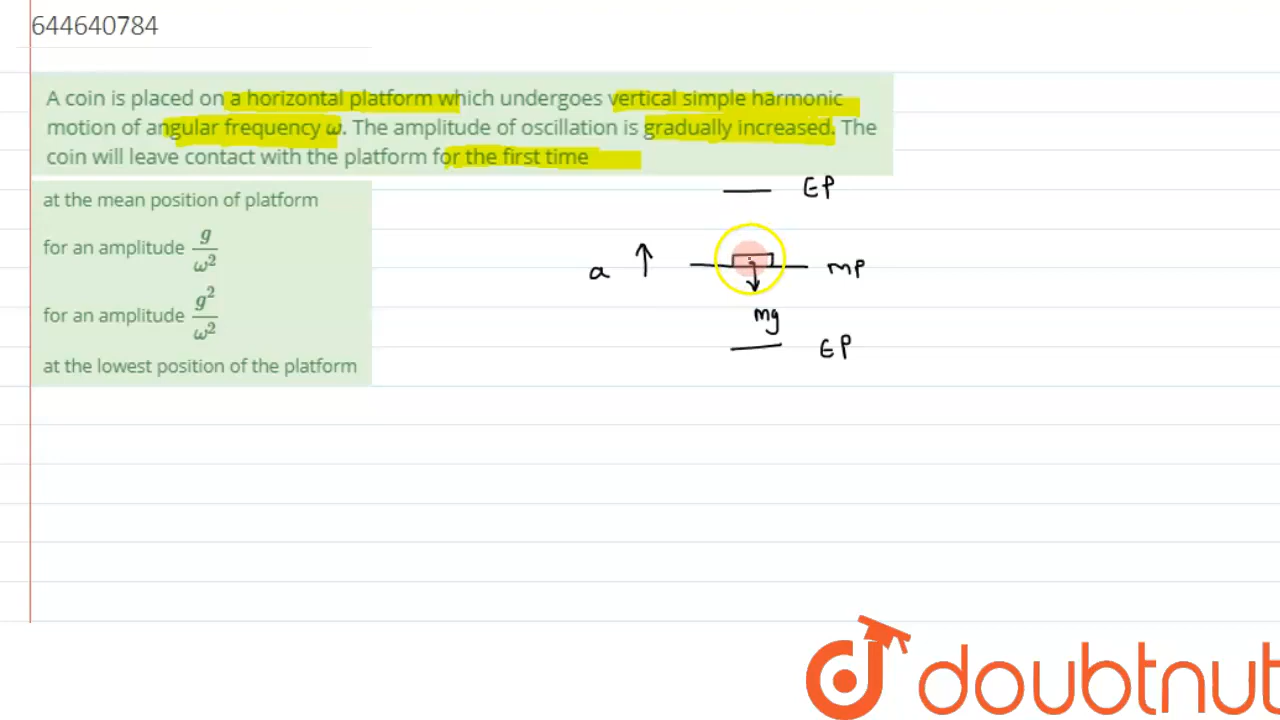 644640784
A coin is placed on a horizontal platform which undergoes vertical simple harmonic
motion of angular frequency ω. The amplitude of oscillation is gradually increased. The
coin will leave contact with the platform for the first time
at the mean position of platform
for an amplitude g/ω²
for an amplitude g²/ω²
at the lowest position of the platform
EP
a
MP
mg
EP
doubtnut